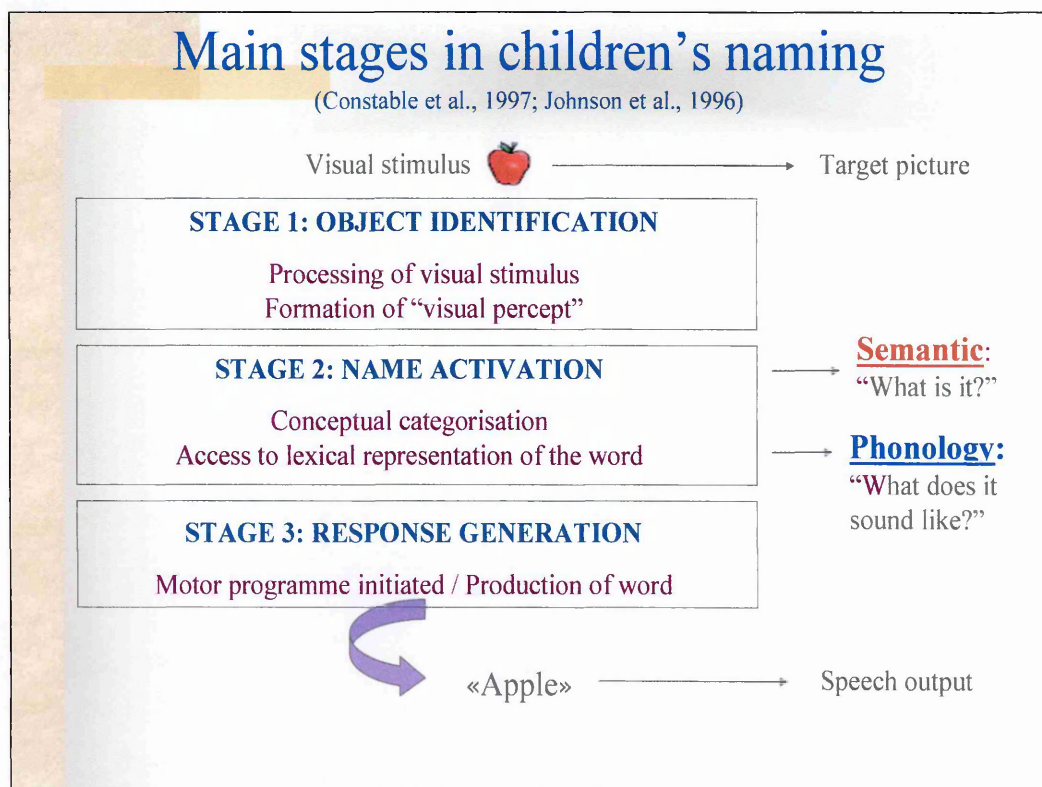 Main stages in children's naming
(Constable et al., 1997; Johnson et al., 1996)
Visual stimulus
Target picture
STAGE 1: OBJECT IDENTIFICATION
Processing of visual stimulus
Formation of “visual percept”
STAGE 2: NAME ACTIVATION
Conceptual categorisation
Access to lexical representation of the word
Semantic:
“What is it?”
Phonology:
“What does it
sound like?”
STAGE 3: RESPONSE GENERATION
Motor programme initiated / Production of word
«Apple»
Speech output